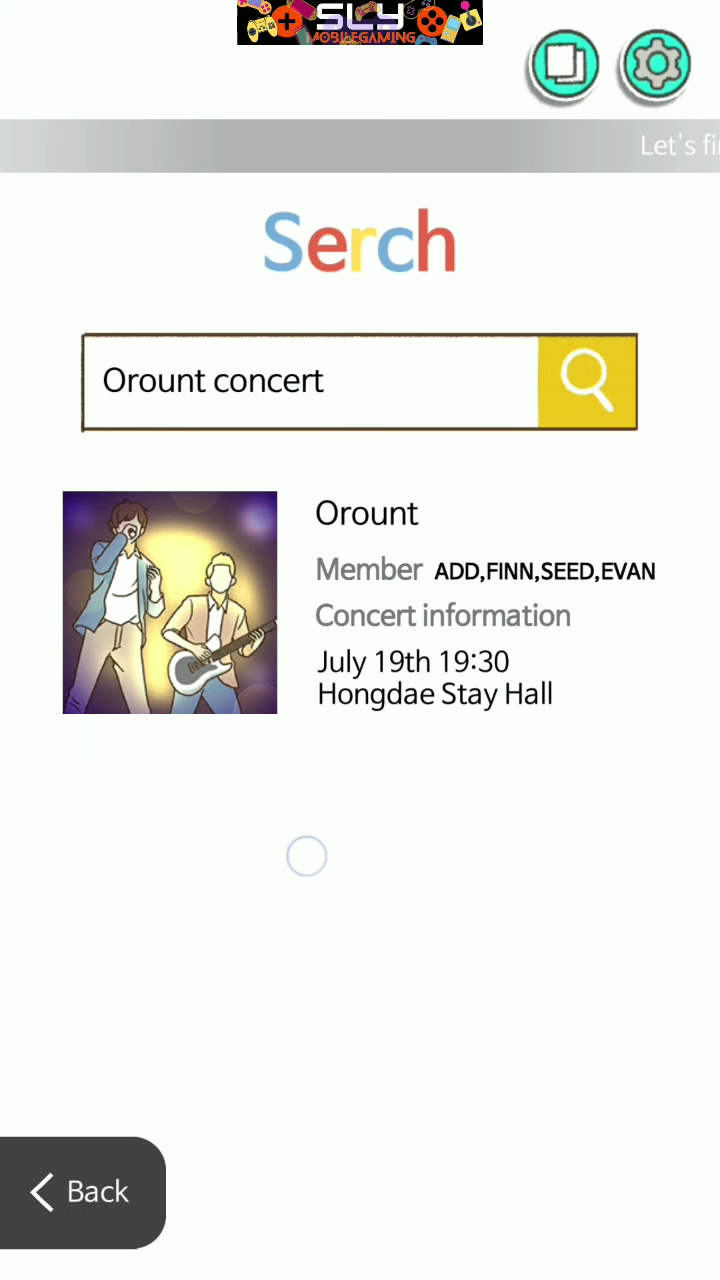 SLY
MOBILEGAMING
Let's fi
Serch
Orount concert
Orount
Member ADD,FINN,SEED,EVAN
Concert information
July 19th 19:30
Hongdae Stay Hall
Back